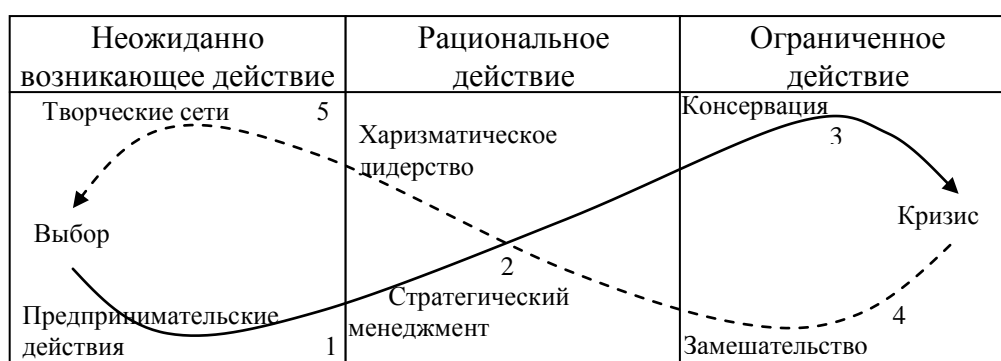 Неожиданно
возникающее действие
Рациональное
действие
Ограниченное
действие
Творческие сети 5
Харизматическое
лидерство
Консервация
3
Выбор
Кризис
2
Стратегический
менеджмент
4
Предпринимательские
действия 1
Замешательство